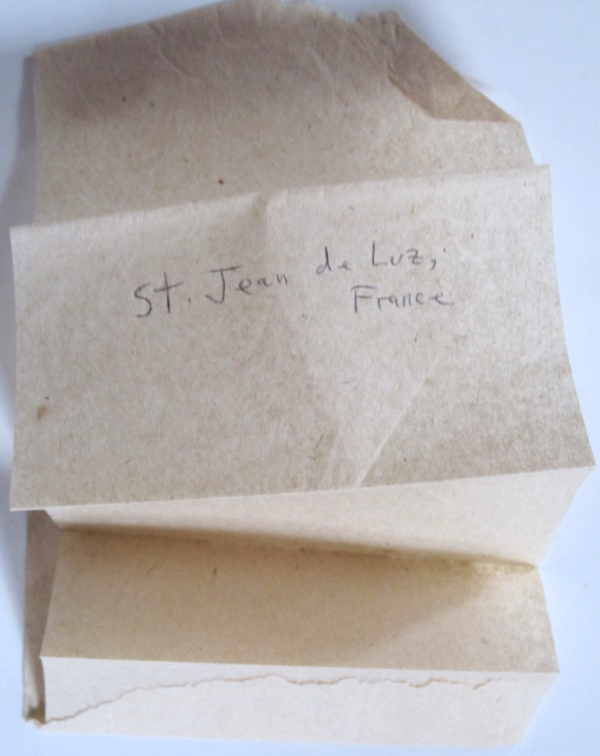 St. Jean de Luz,
France